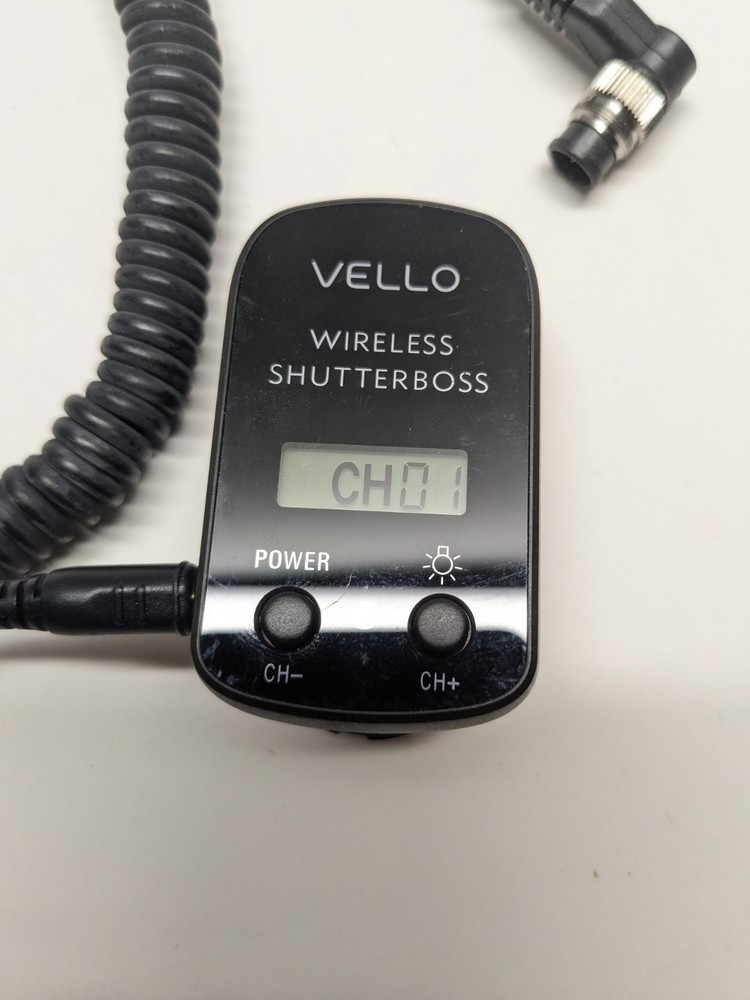 VELLO
WIRELESS
SHUTTERBOSS
CH01
POWER
CH− CH+